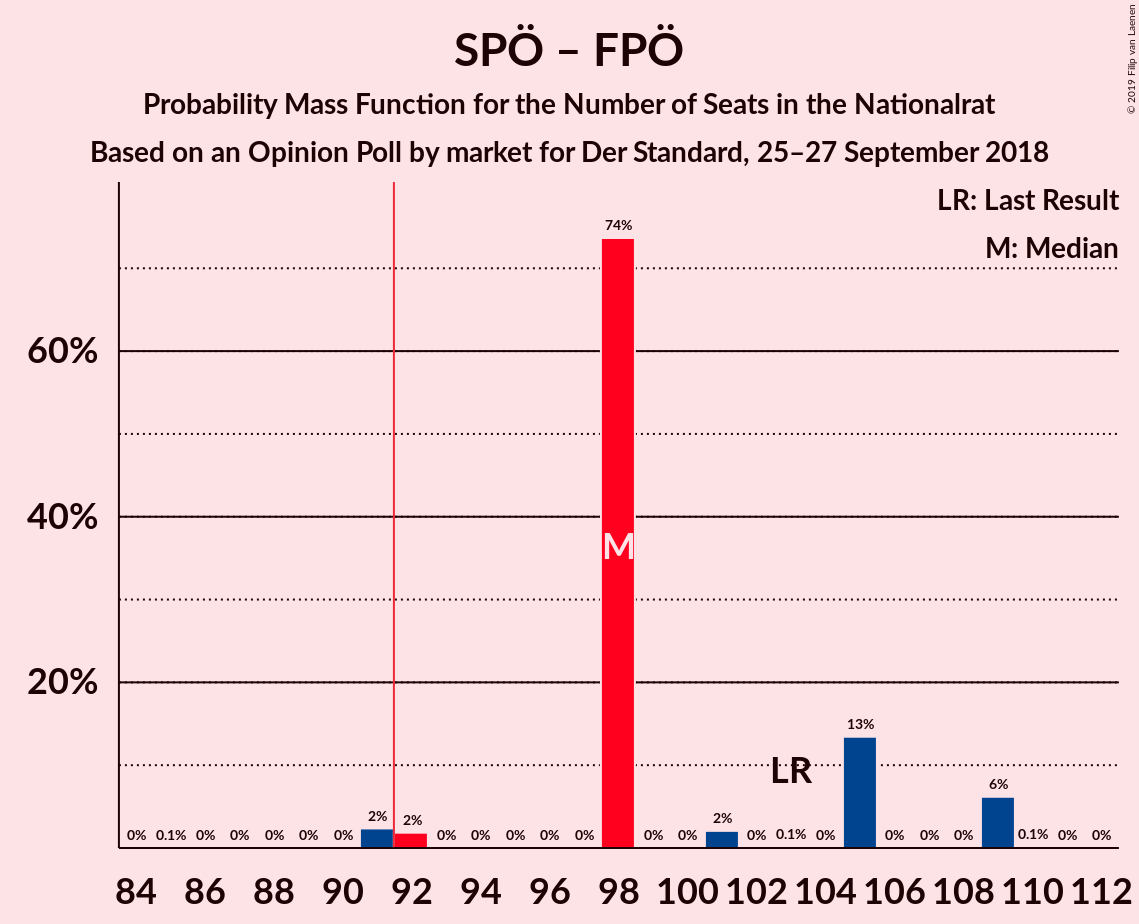 SPÖ – FPÖ
Probability Mass Function for the Number of Seats in the Nationalrat
Based on an Opinion Poll by market for Der Standard, 25–27 September 2018
© 2019 Filip van Laenen
LR: Last Result
M: Median
74%
60%
40%
M
20%
13%
LR
6%
0% 0.1% 0% 0% 0% 0% 0% 2% 2% 0% 0% 0% 0% 0% 0% 0% 2% 0% 0.1% 0% 0% 0% 0% 0.1% 0% 0%
84 86 88 90 92 94 96 98 100 102 104 106 108 110 112